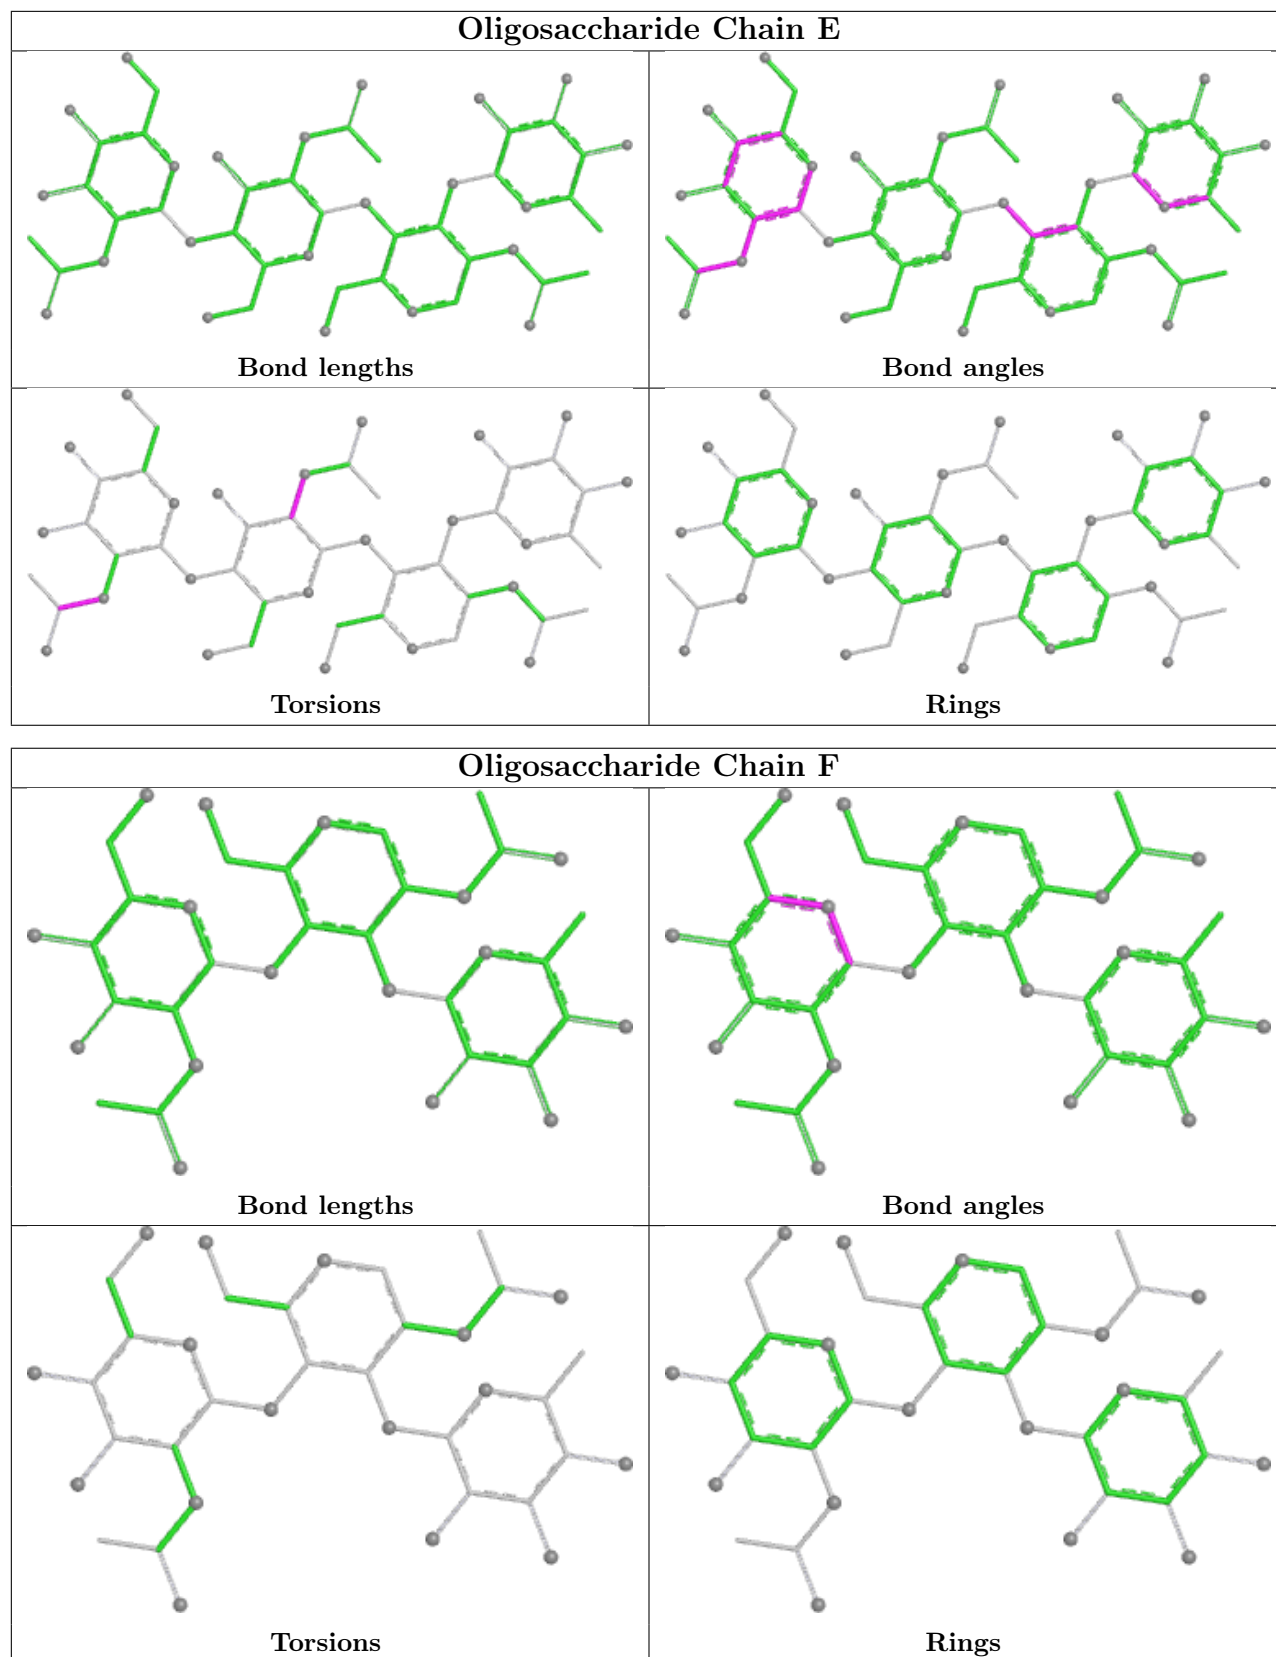 Oligosaccharide Chain E
Bond lengths
Bond angles
Torsions
Rings
Oligosaccharide Chain F
Bond lengths
Bond angles
Torsions
Rings